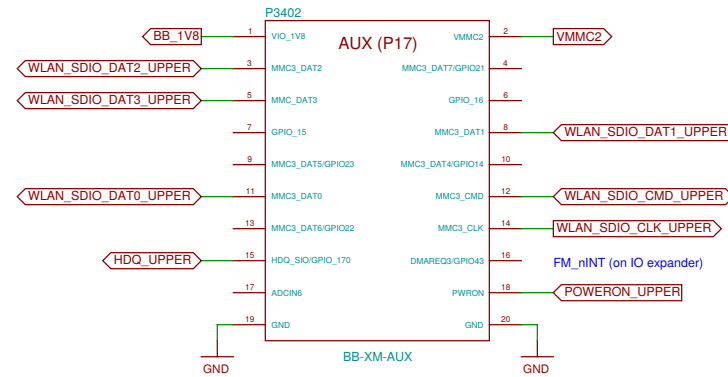 P3402
AUX (P17)
BB_1V8 1 VIO_1V8 VMMC2 2 VMMC2
WLAN_SDIO_DAT2_UPPER 3 MMC3_DAT2 MMC3_DAT7/GPIO21 4
WLAN_SDIO_DAT3_UPPER 5 MMC_DAT3 GPIO_16 6
7 GPIO_15 MMC3_DAT1 8 WLAN_SDIO_DAT1_UPPER
9 MMC3_DAT5/GPIO23 MMC3_DAT4/GPIO14 10
WLAN_SDIO_DAT0_UPPER 11 MMC3_DAT0 MMC3_CMD 12 WLAN_SDIO_CMD_UPPER
13 MMC3_DAT6/GPIO22 MMC3_CLK 14 WLAN_SDIO_CLK_UPPER
HDQ_UPPER 15 HDQ_SIO/GPIO_170 DMAREQ3/GPIO43 16 FM_nINT (on IO expander)
17 ADCIN6 PWRON 18 POWERON_UPPER
19 GND GND 20
GND BB-XM-AUX GND